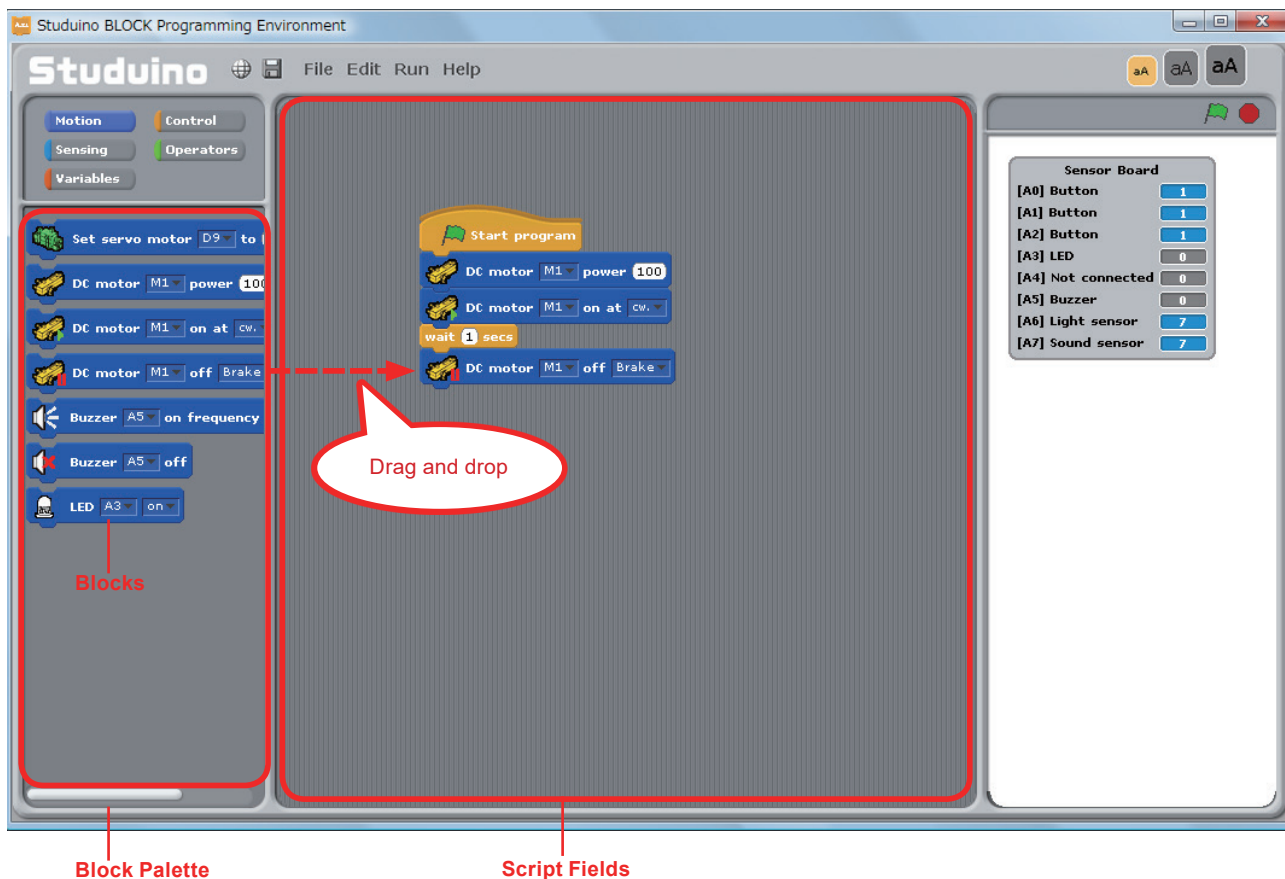 Studuino BLOCK Programming Environment
Studuino File Edit Run Help aA aA aA
Motion Control
Sensing Operators
Variables
Set servo motor D9 to
DC motor M1 power 100
DC motor M1 on at cw.
DC motor M1 off Brake
Buzzer A5 on frequency
Buzzer A5 off
LED A3 on
Blocks
Start program
DC motor M1 power 100
DC motor M1 on at cw.
wait 1 secs
DC motor M1 off Brake
Drag and drop
Sensor Board
[A0] Button 1
[A1] Button 1
[A2] Button 1
[A3] LED 0
[A4] Not connected 0
[A5] Buzzer 0
[A6] Light sensor 7
[A7] Sound sensor 7
Block Palette
Script Fields